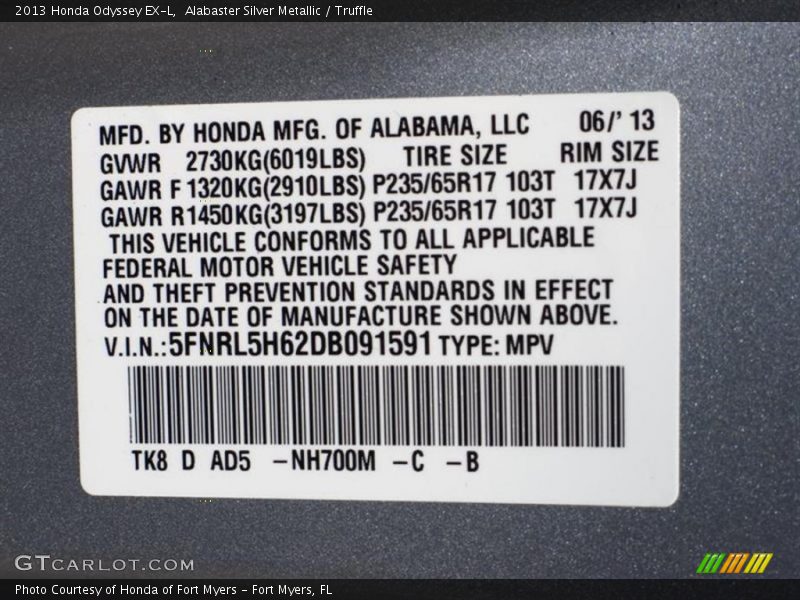 2013 Honda Odyssey EX-L,  Alabaster Silver Metallic / Truffle
MFD. BY HONDA MFG. OF ALABAMA, LLC 06/' 13
GVWR 2730KG(6019LBS) TIRE SIZE RIM SIZE
GAWR F 1320KG(2910LBS) P235/65R17 103T 17X7J
GAWR R1450KG(3197LBS) P235/65R17 103T 17X7J
THIS VEHICLE CONFORMS TO ALL APPLICABLE
FEDERAL MOTOR VEHICLE SAFETY
AND THEFT PREVENTION STANDARDS IN EFFECT
ON THE DATE OF MANUFACTURE SHOWN ABOVE.
V.I.N.:5FNRL5H62DB091591 TYPE: MPV
TK8 D AD5 -NH700M -C -B
GTCARLOT.COM
Photo Courtesy of Honda of Fort Myers - Fort Myers, FL